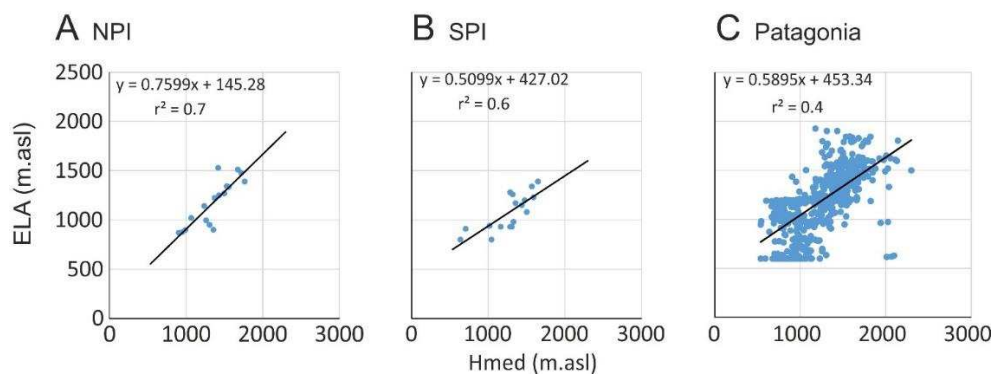 A NPI
B SPI
C Patagonia
y = 0.7599x + 145.28
r² = 0.7
y = 0.5099x + 427.02
r² = 0.6
y = 0.5895x + 453.34
r² = 0.4
ELA (m.asl)
2500
2000
1500
1000
500
0
0 1000 2000 3000
0 1000 2000 3000
0 1000 2000 3000
Hmed (m.asl)